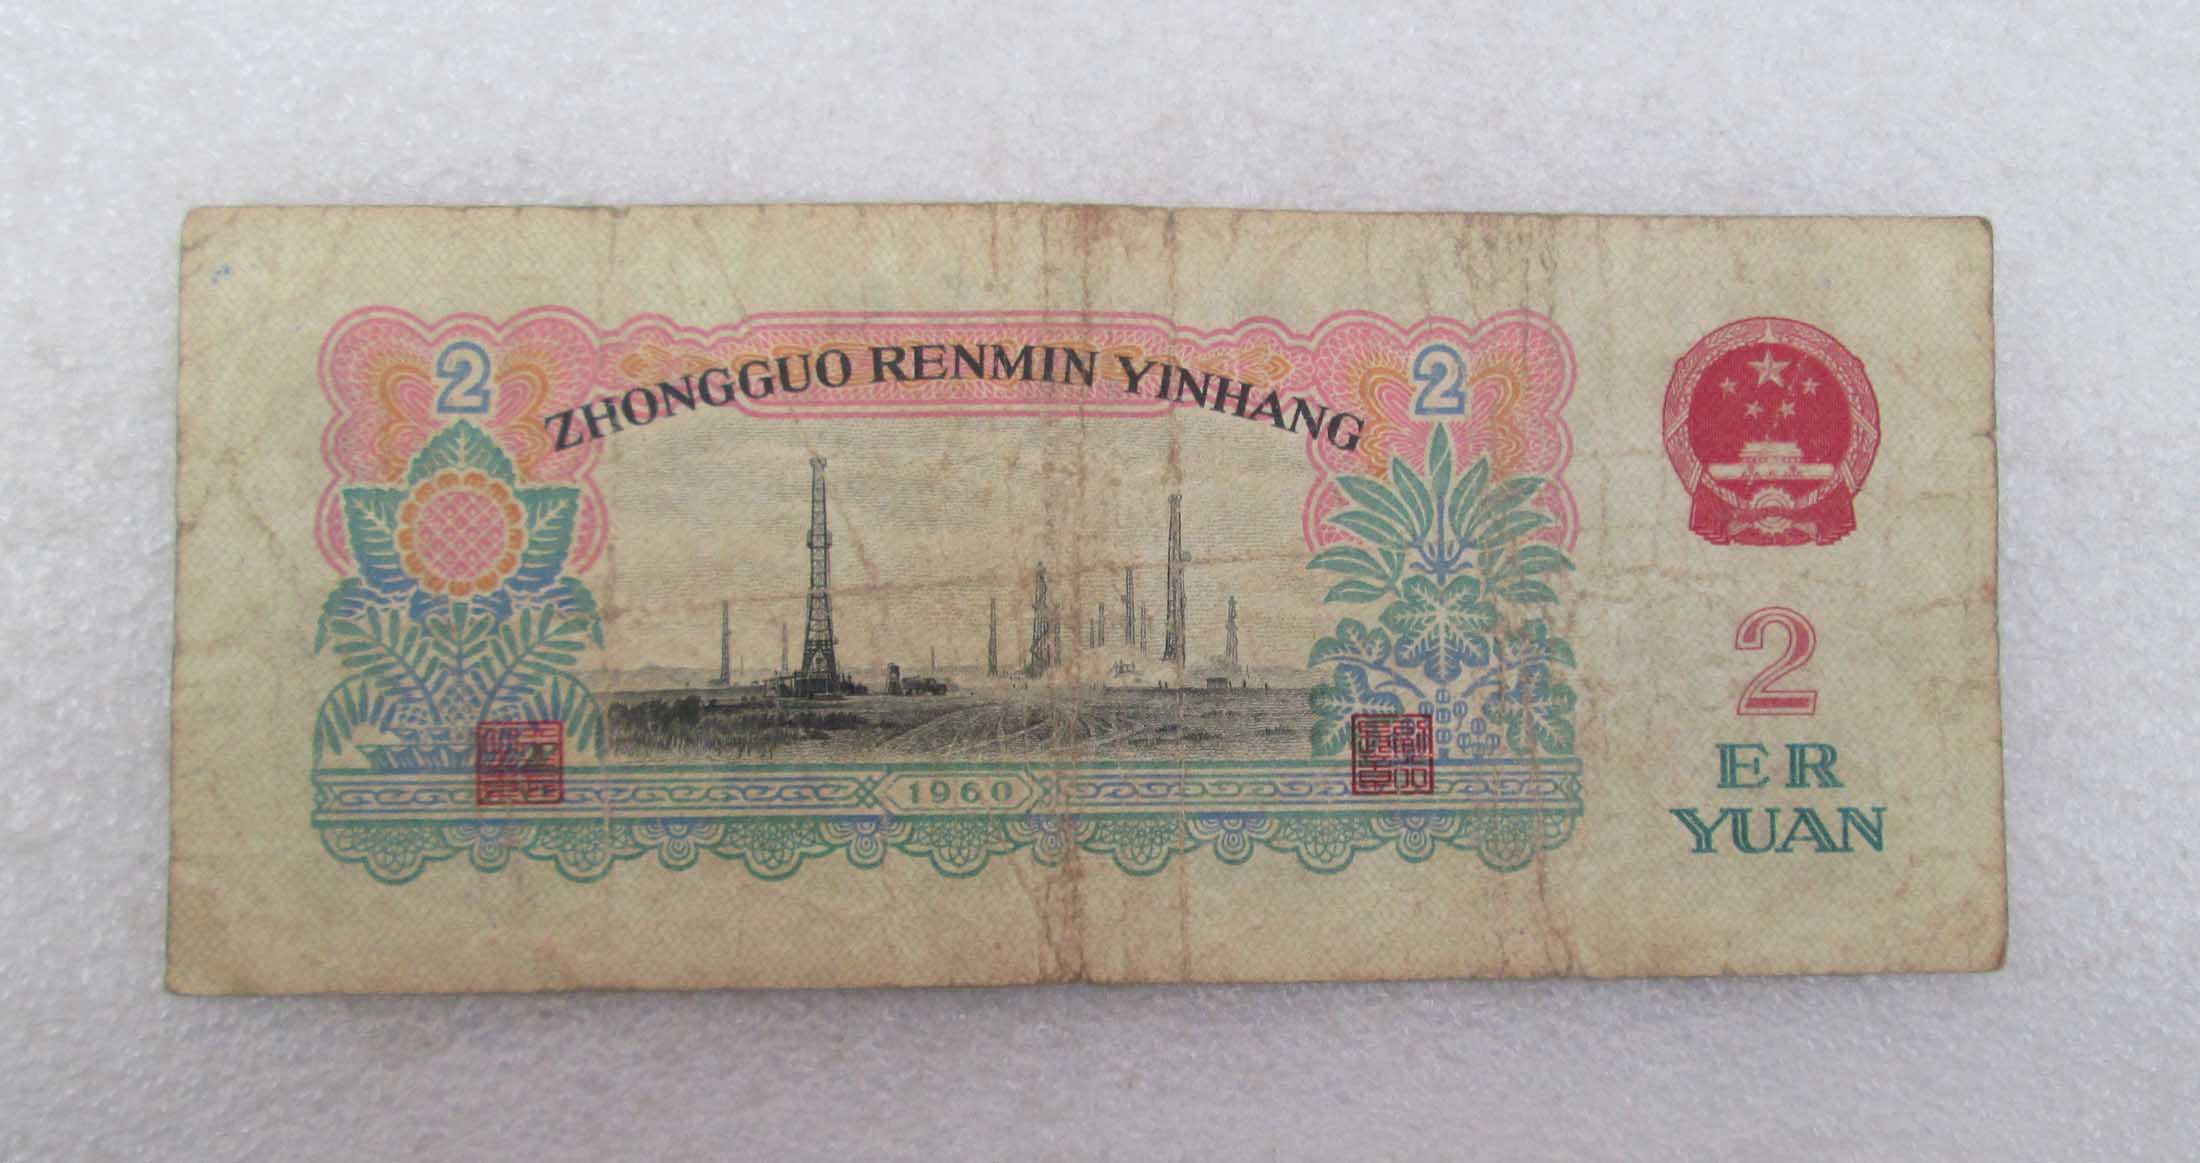 2
2
ZHONGGUO RENMIN YINHANG
1960
2
ER
YUAN